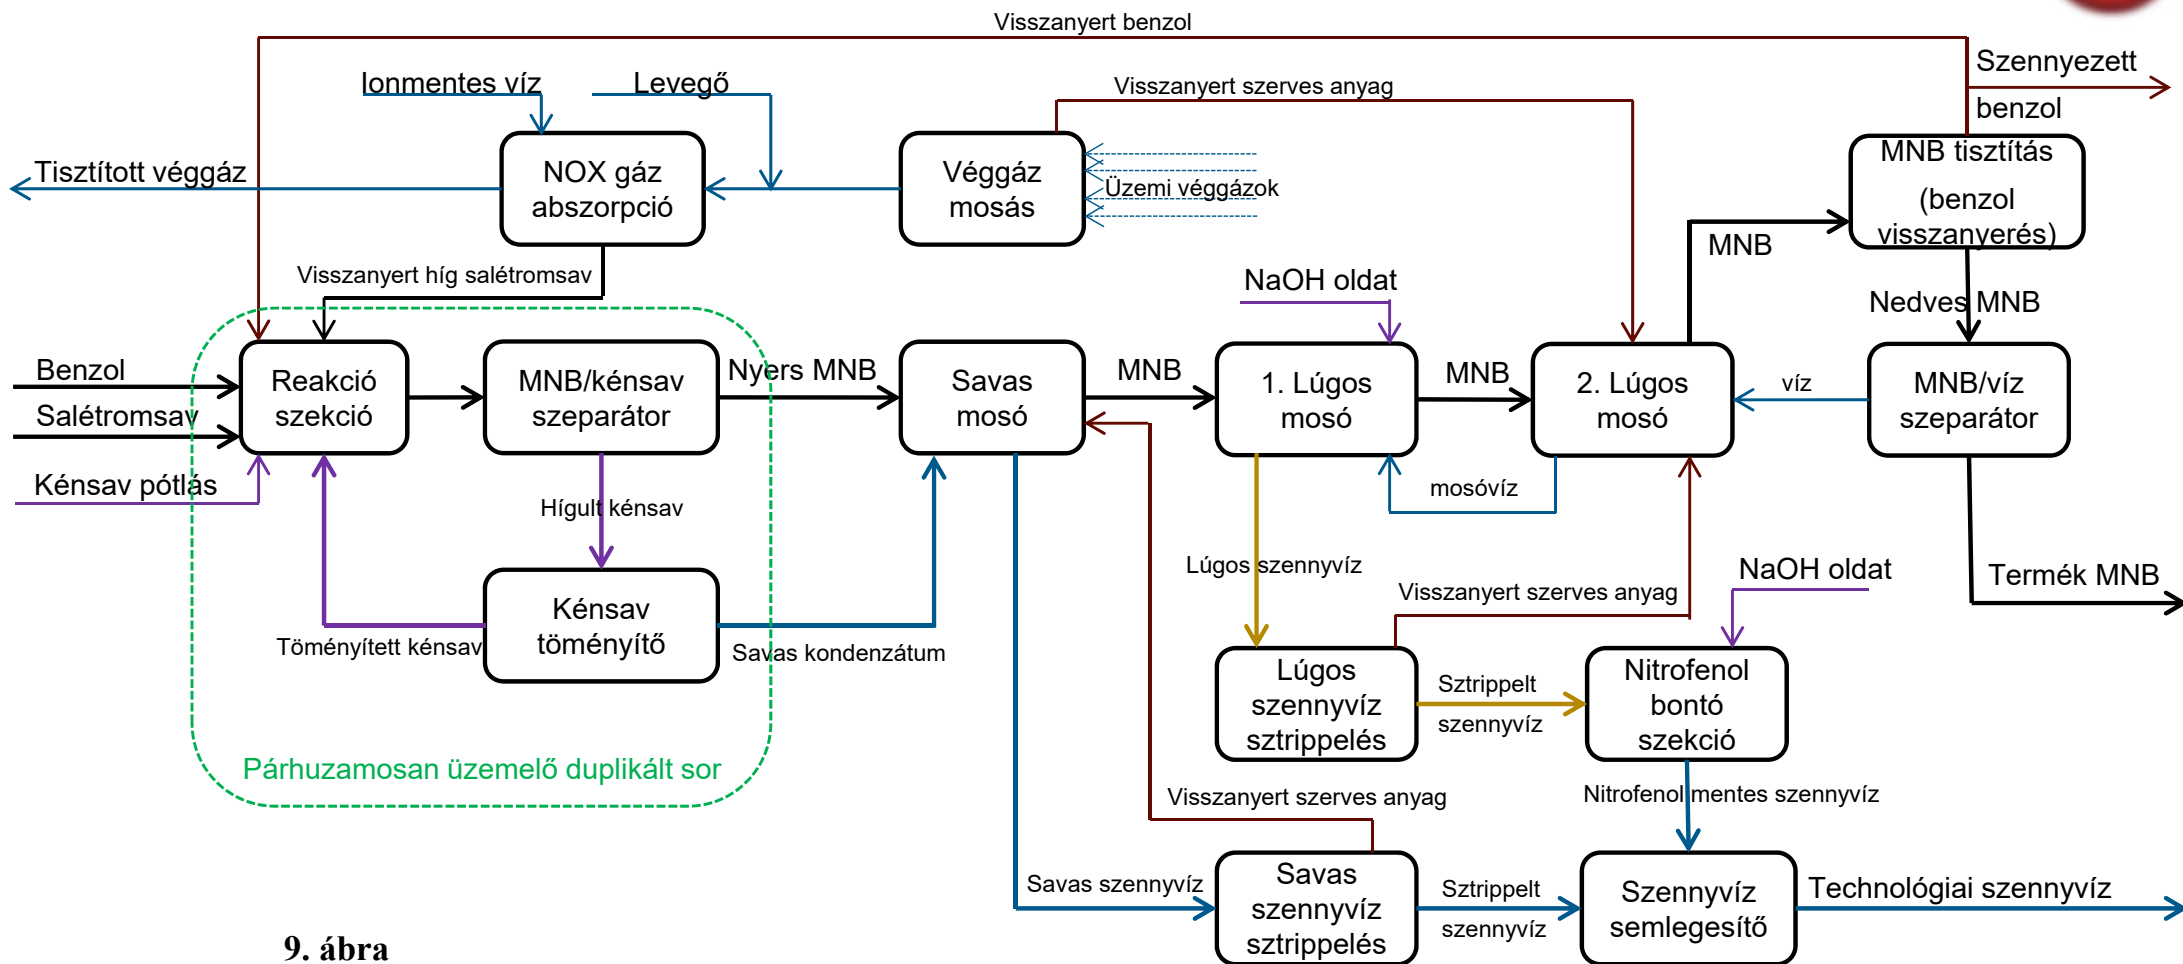 Visszanyert benzol
Szennyezett
benzol
Ionmentes víz
Levegő
Visszanyert szerves anyag
Tisztított véggáz
NOX gáz
abszorpció
Véggáz
mosás
Üzemi véggázok
MNB tisztítás
(benzol
visszanyerés)
MNB
Visszanyert híg salétromsav
NaOH oldat
Nedves MNB
Benzol
Salétromsav
Kénsav pótlás
Reakció
szekció
MNB/kénsav
szeparátor
Nyers MNB
Savas
mosó
MNB
1. Lúgos
mosó
MNB
2. Lúgos
mosó
víz
MNB/víz
szeparátor
Hígult kénsav
mosóvíz
Lúgos szennyvíz
Visszanyert szerves anyag
NaOH oldat
Termék MNB
Töményített kénsav
Kénsav
töményítő
Savas kondenzátum
Lúgos
szennyvíz
sztrippelés
Sztrippelt
szennyvíz
Nitrofenol
bontó
szekció
Párhuzamosan üzemelő duplikált sor
Visszanyert szerves anyag
Nitrofenol mentes szennyvíz
Savas szennyvíz
Savas
szennyvíz
sztrippelés
Sztrippelt
szennyvíz
Szennyvíz
semlegesítő
Technológiai szennyvíz
9. ábra